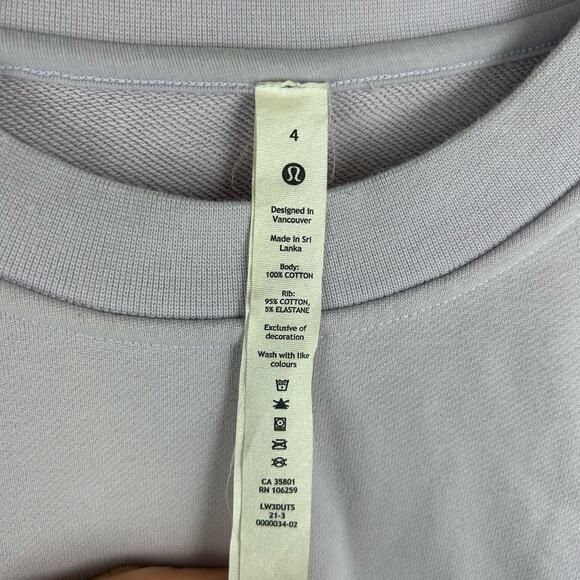 4
Designed in
Vancouver
Made in Sri
Lanka
Body:
100% COTTON
Rib:
95% COTTON,
5% ELASTANE
Exclusive of
decoration
Wash with like
colours
CA 35801
RN 106259
LW3DUTS
21-3
0000034-02